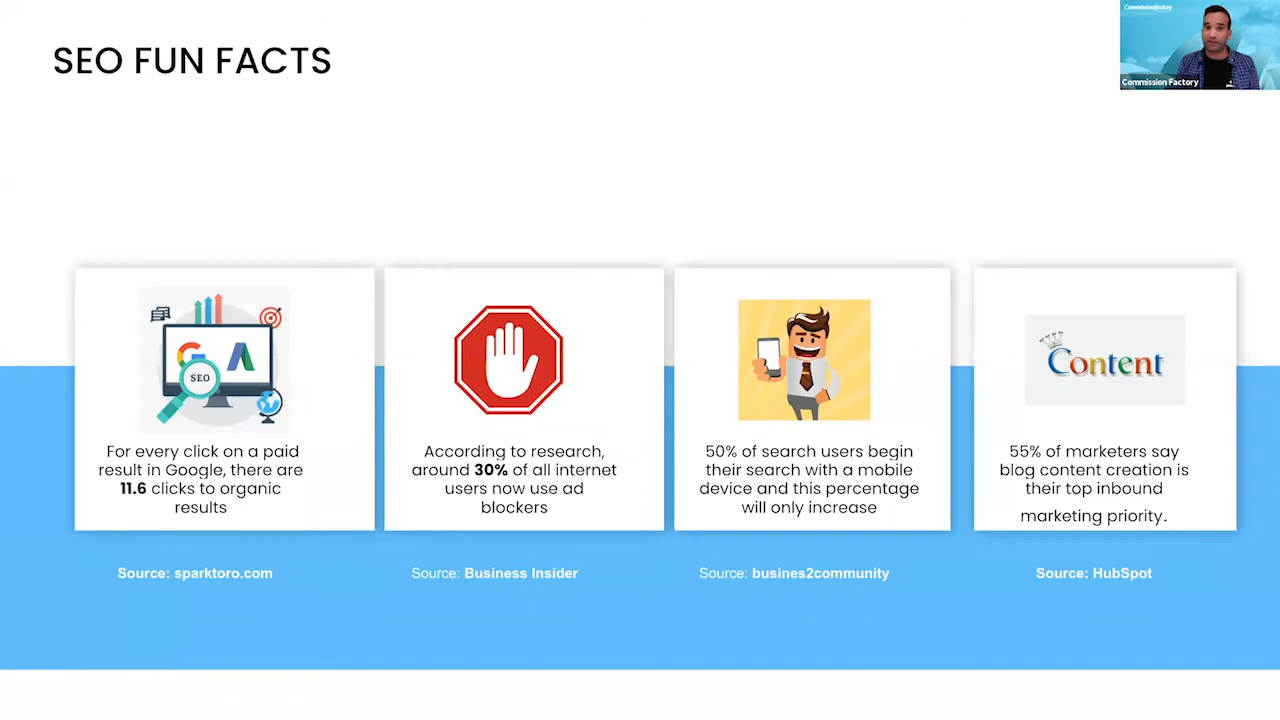 SEO FUN FACTS
Commissionfactory
Commission Factory
SEO
For every click on a paid
result in Google, there are
11.6 clicks to organic
results
Source: sparktoro.com
According to research,
around 30% of all internet
users now use ad
blockers
Source: Business Insider
50% of search users begin
their search with a mobile
device and this percentage
will only increase
Source: busines2community
Content
55% of marketers say
blog content creation is
their top inbound
marketing priority.
Source: HubSpot